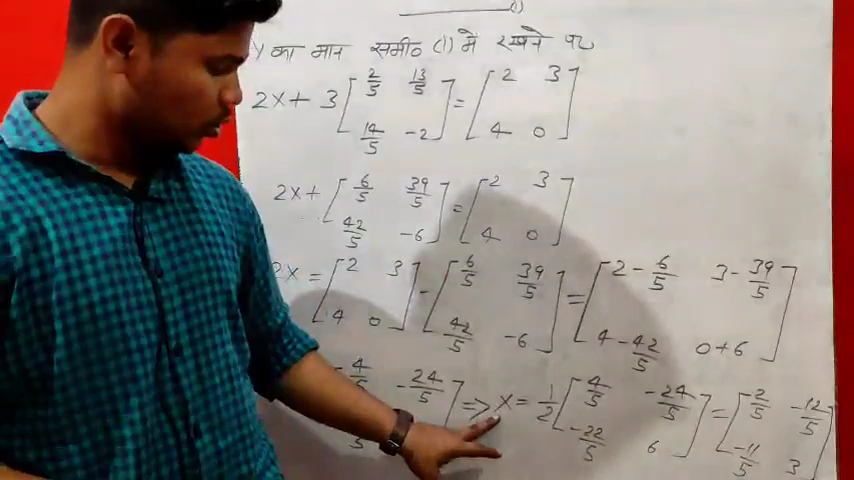 (1)
Y का मान समी० (1) में रखने पर
2X + 3 [ 2/5 13/5 ; 14/5 -2 ] = [ 2 3 ; 4 0 ]
2X + [ 6/5 39/5 ; 42/5 -6 ] = [ 2 3 ; 4 0 ]
2X = [ 2 3 ; 4 0 ] - [ 6/5 39/5 ; 42/5 -6 ] = [ 2 - 6/5 3 - 39/5 ; 4 - 42/5 0+6 ]
4/5 -24/5 ] => X = 1/2 [ 4/5 -24/5 ; -22/5 6 ] = [ 2/5 -12/5 ; -11/5 3 ]